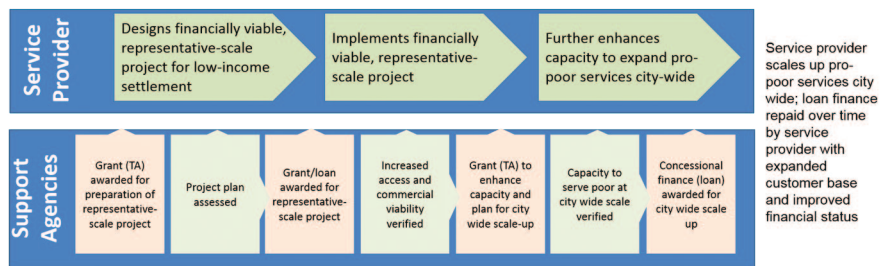 Service
Provider
Designs financially viable,
representative-scale
project for low-income
settlement
Implements financially
viable, representative-
scale project
Further enhances
capacity to expand pro-
poor services city-wide
Service provider
scales up pro-
poor services city
wide; loan finance
repaid over time
by service
provider with
expanded
customer base
and improved
financial status
Support
Agencies
Grant (TA)
awarded for
preparation of
representative-
scale project
Project plan
assessed
Grant/loan
awarded for
representative-
scale project
Increased
access and
commercial
viability
verified
Grant (TA) to
enhance
capacity and
plan for city
wide scale-up
Capacity to
serve poor at
city wide scale
verified
Concessional
finance (loan)
awarded for
city wide scale
up